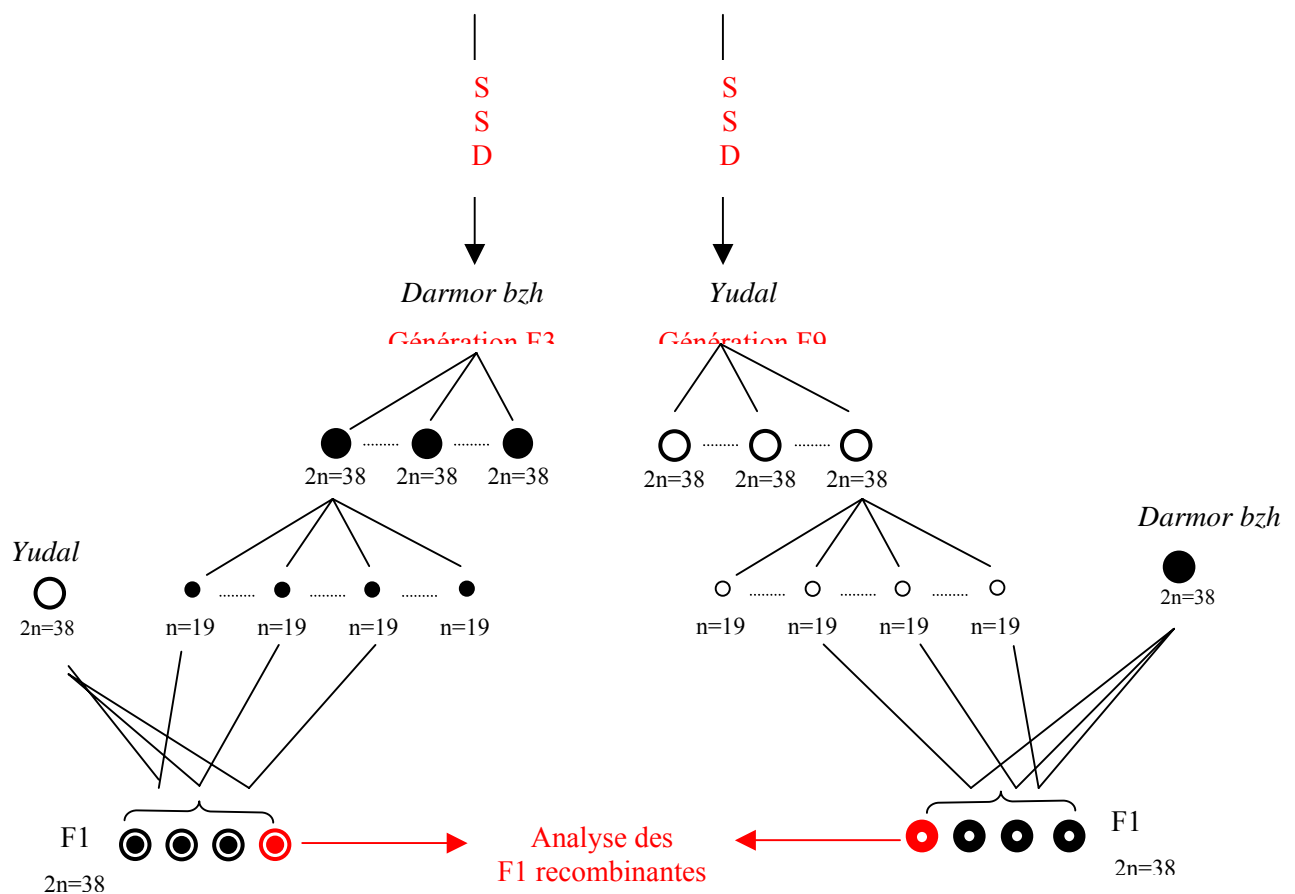 S S
S S
D D
Darmor bzh Yudal
Génération F3 Génération F9
2n=38 2n=38 2n=38 2n=38 2n=38 2n=38
Darmor bzh
Yudal
2n=38
2n=38
n=19 n=19 n=19 n=19 n=19 n=19 n=19 n=19
F1 F1
Analyse des
F1 recombinantes
2n=38 2n=38